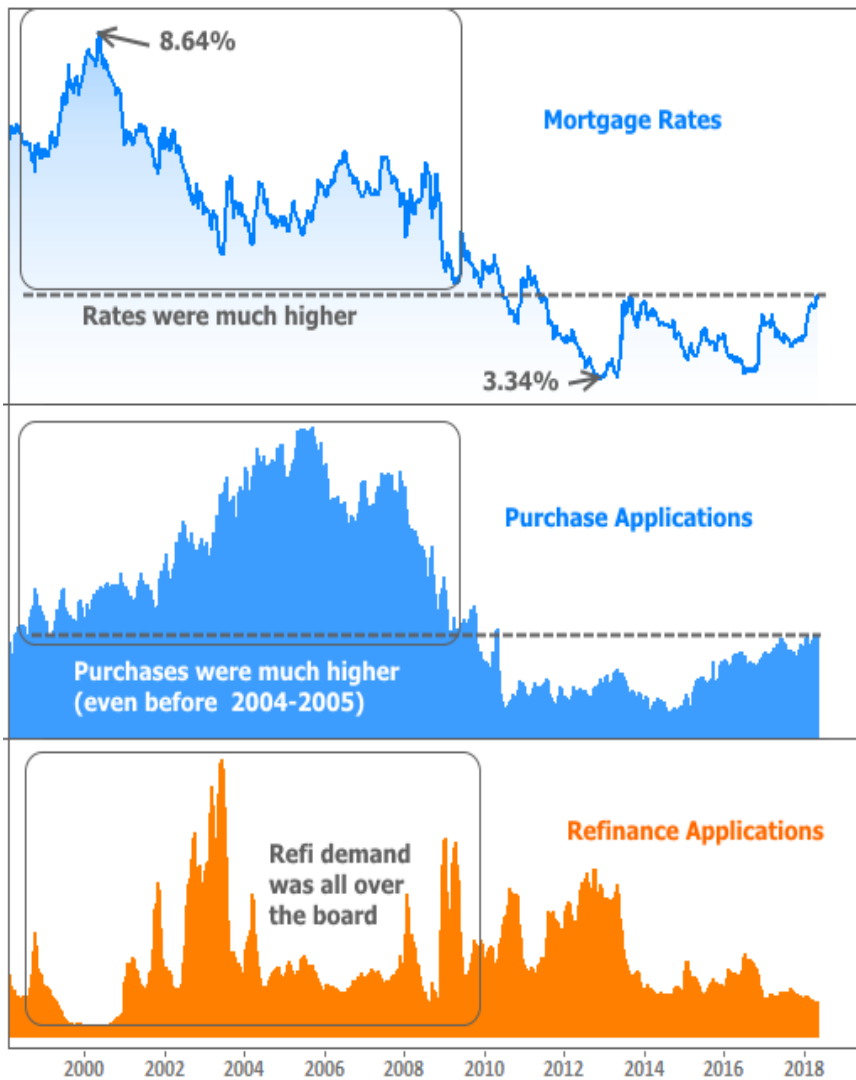 8.64%
Mortgage Rates
Rates were much higher
3.34%
Purchase Applications
Purchases were much higher
(even before 2004-2005)
Refinance Applications
Refi demand
was all over
the board
2000 2002 2004 2006 2008 2010 2012 2014 2016 2018